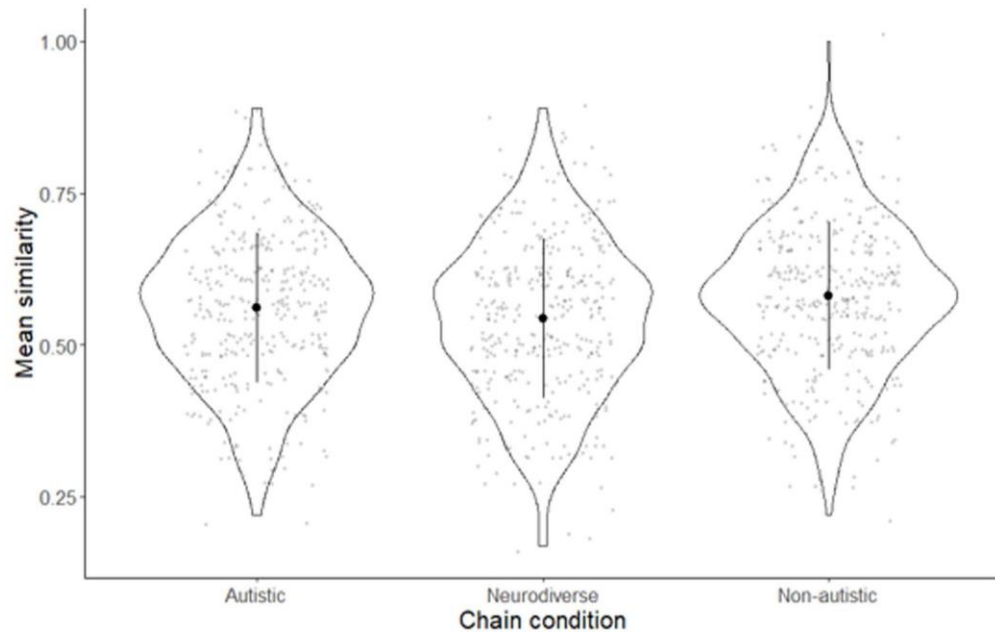 Mean similarity
1.00
0.75
0.50
0.25
Autistic
Neurodiverse
Non-autistic
Chain condition